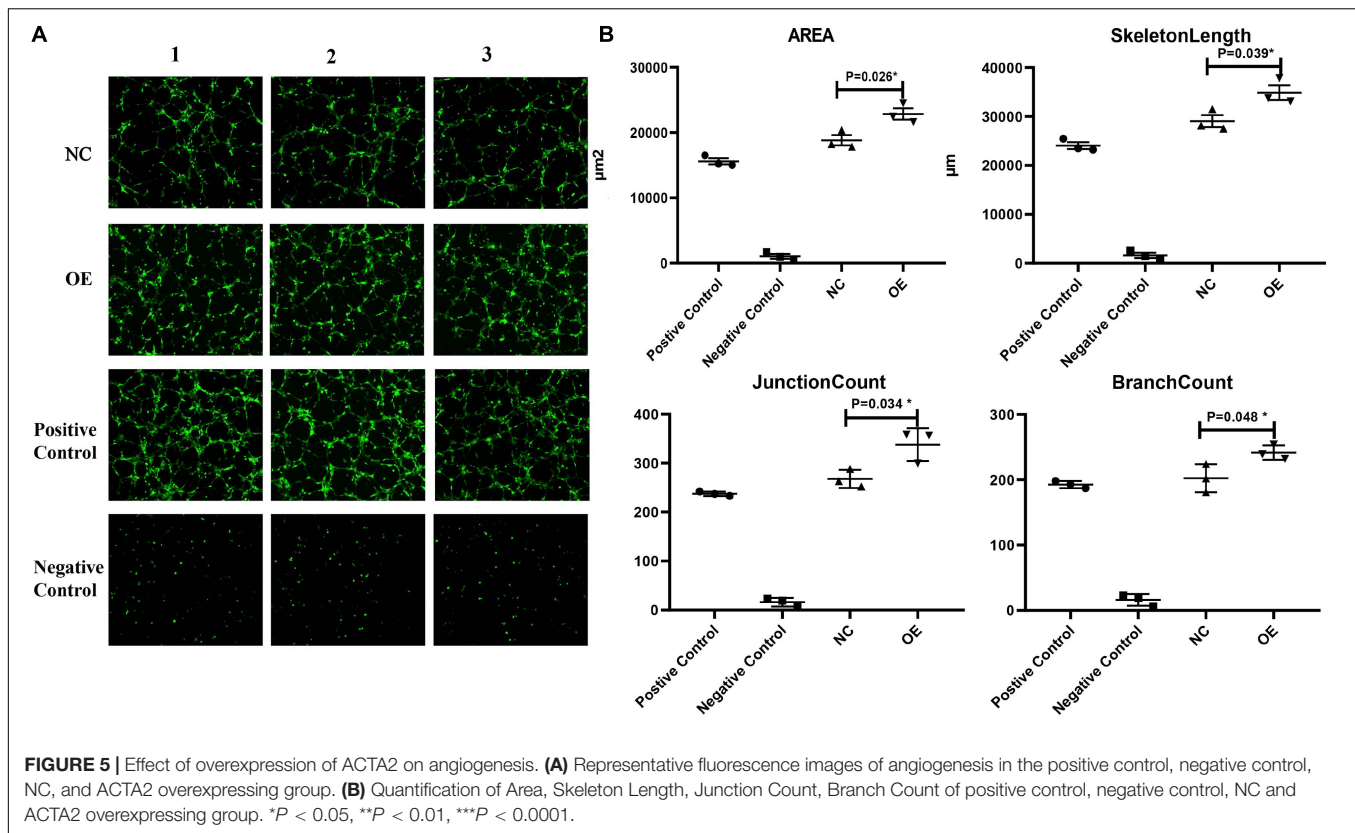 A
1 2 3
NC
OE
Positive
Control
Negative
Control
B
AREA
30000
20000
10000
0
µm2
P=0.026*
Postive Control
Negative Control
NC
OE
SkeletonLength
40000
30000
20000
10000
0
µm
P=0.039*
Postive Control
Negative Control
NC
OE
JunctionCount
400
300
200
100
0
P=0.034 *
Postive Control
Negative Control
NC
OE
BranchCount
300
200
100
0
P=0.048 *
Postive Control
Negative Control
NC
OE
FIGURE 5 | Effect of overexpression of ACTA2 on angiogenesis. (A) Representative fluorescence images of angiogenesis in the positive control, negative control,
NC, and ACTA2 overexpressing group. (B) Quantification of Area, Skeleton Length, Junction Count, Branch Count of positive control, negative control, NC and
ACTA2 overexpressing group. *P < 0.05, **P < 0.01, ***P < 0.0001.